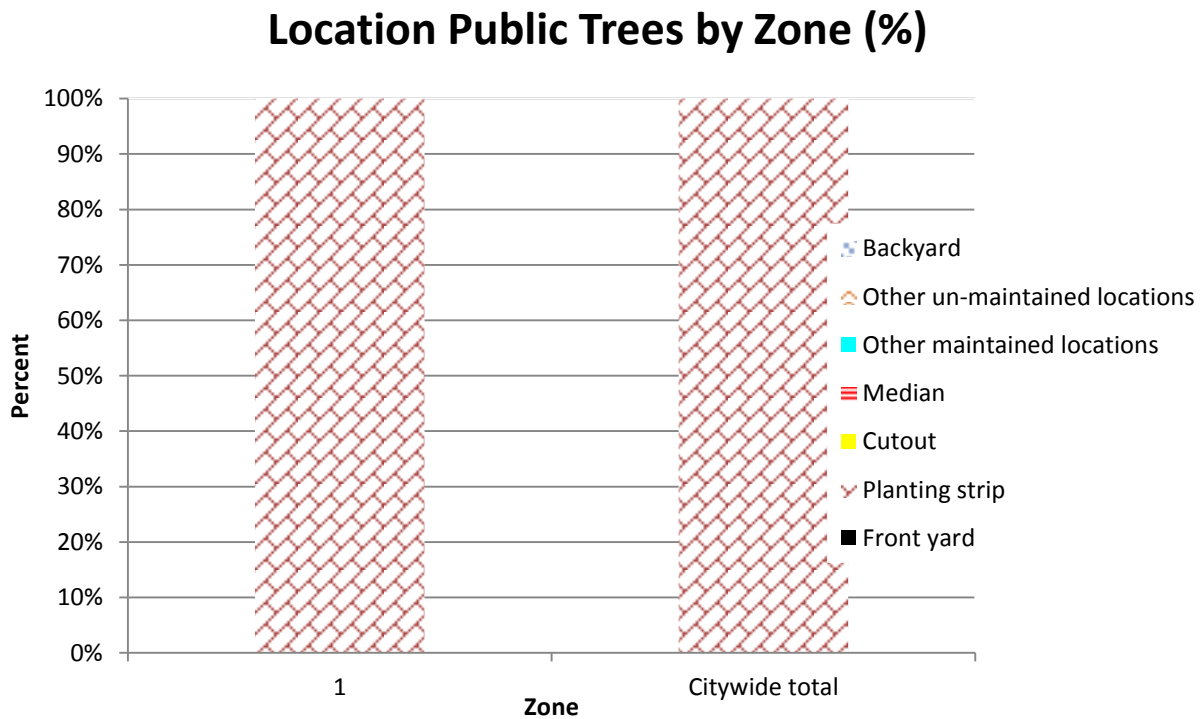 Location Public Trees by Zone (%)
100%
90%
80%
70%
60%
50%
40%
30%
20%
10%
0%
Percent
1
Citywide total
Zone
Backyard
Other un-maintained locations
Other maintained locations
Median
Cutout
Planting strip
Front yard